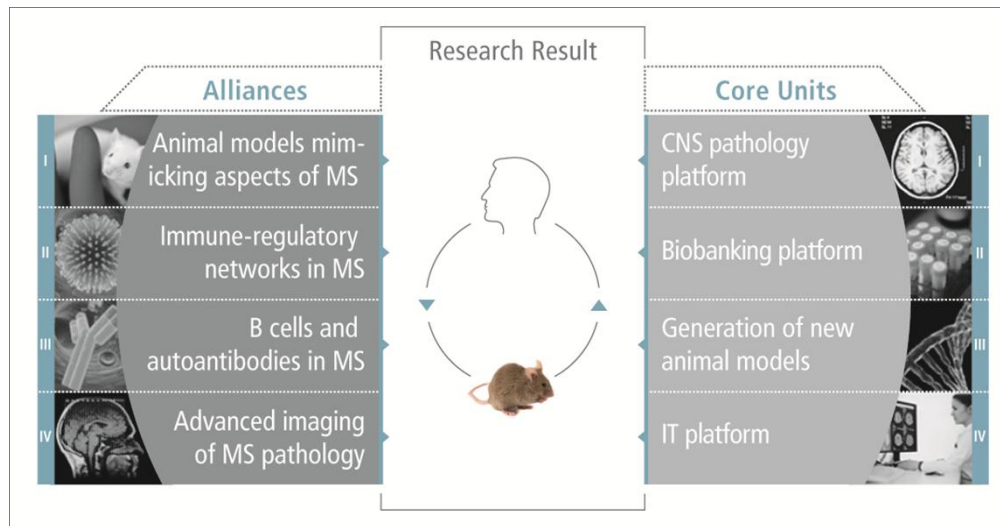 Research Result
Alliances
I
Animal models mim-
icking aspects of MS
II
Immune-regulatory
networks in MS
III
B cells and
autoantibodies in MS
IV
Advanced imaging
of MS pathology
Core Units
CNS pathology
platform
I
Biobanking platform
II
Generation of new
animal models
III
IT platform
IV